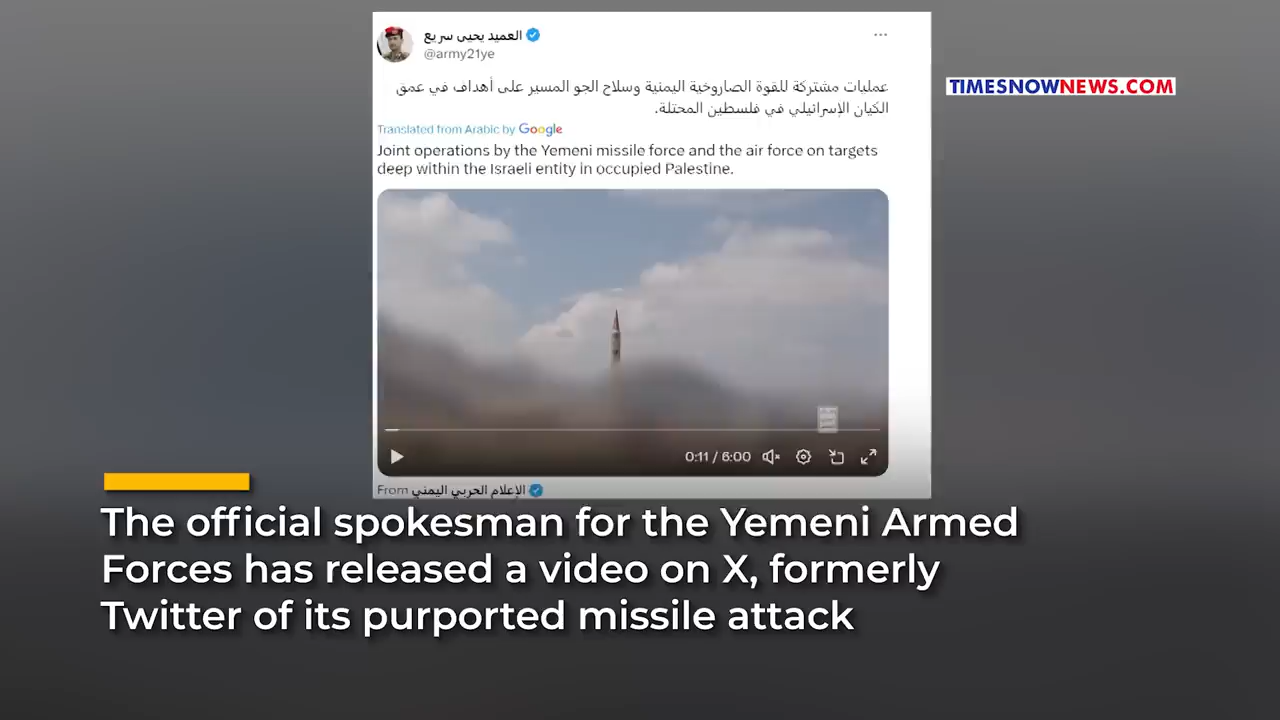 العميد يحيى سريع
@army21ye
TIMESNOWNEWS.COM
عمليات مشتركة للقوة الصاروخية اليمنية وسلاح الجو المسير على أهداف في عمق
الكيان الإسرائيلي في فلسطين المحتلة.
Translated from Arabic by Google
Joint operations by the Yemeni missile force and the air force on targets
deep within the Israeli entity in occupied Palestine.
0:11 / 6:00
From الإعلام الحربي اليمني
The official spokesman for the Yemeni Armed
Forces has released a video on X, formerly
Twitter of its purported missile attack